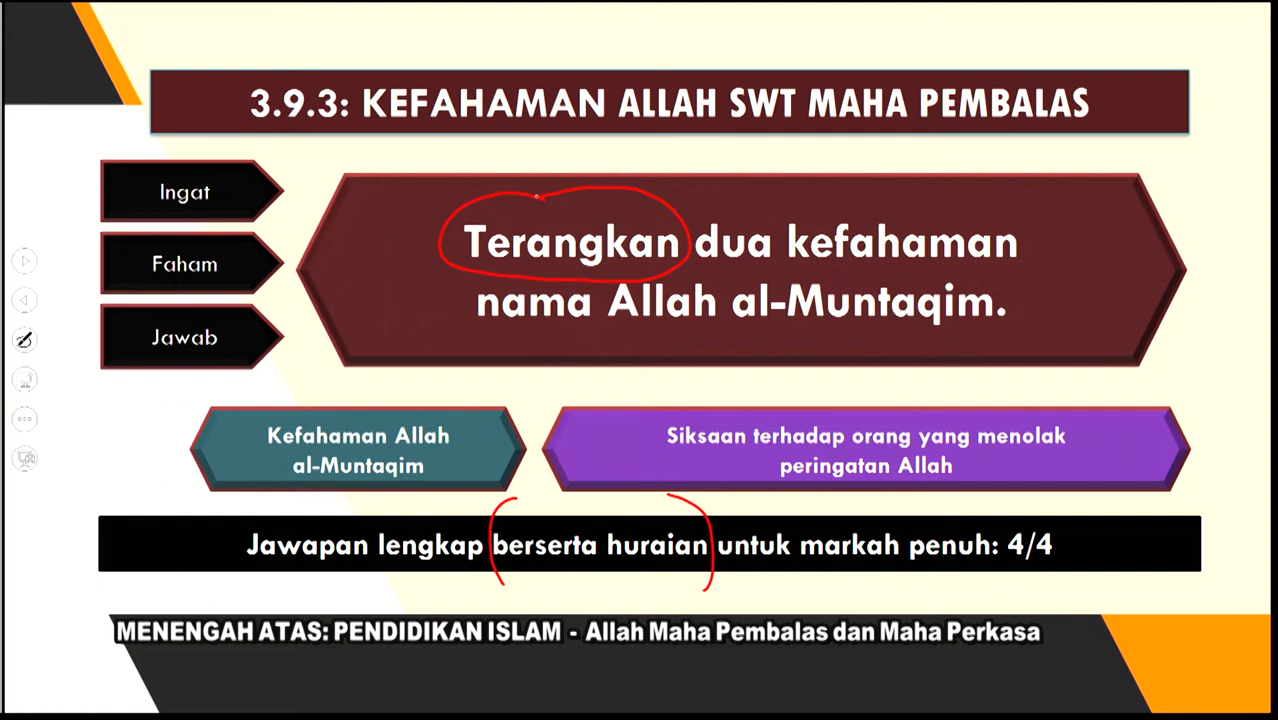 3.9.3: KEFAHAMAN ALLAH SWT MAHA PEMBALAS
Ingat
Faham
Jawab
Terangkan dua kefahaman
nama Allah al-Muntaqim.
Kefahaman Allah
al-Muntaqim
Siksaan terhadap orang yang menolak
peringatan Allah
Jawapan lengkap berserta huraian untuk markah penuh: 4/4
MENENGAH ATAS: PENDIDIKAN ISLAM - Allah Maha Pembalas dan Maha Perkasa